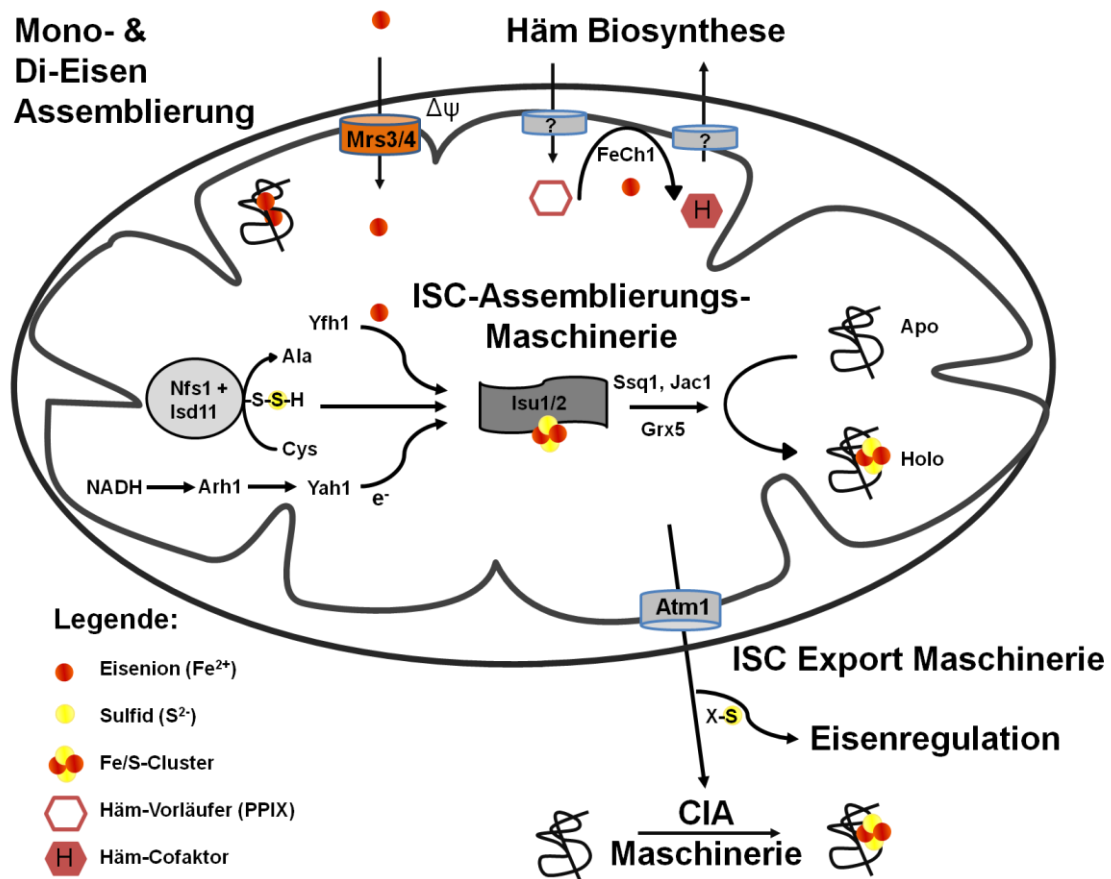 Mono- &
Di-Eisen
Assemblierung
Häm Biosynthese
Δψ
Mrs3/4
?
?
FeCh1
H
ISC-Assemblierungs-
Maschinerie
Yfh1
Ala
Nfs1 +
Isd11
-S-S-H
Cys
NADH
Arh1
Yah1
e-
Isu1/2
Ssq1, Jac1
Grx5
Apo
Holo
Atm1
ISC Export Maschinerie
X-S
Eisenregulation
CIA
Maschinerie
Legende:
Eisenion (Fe2+)
Sulfid (S2-)
Fe/S-Cluster
Häm-Vorläufer (PPIX)
H
Häm-Cofaktor